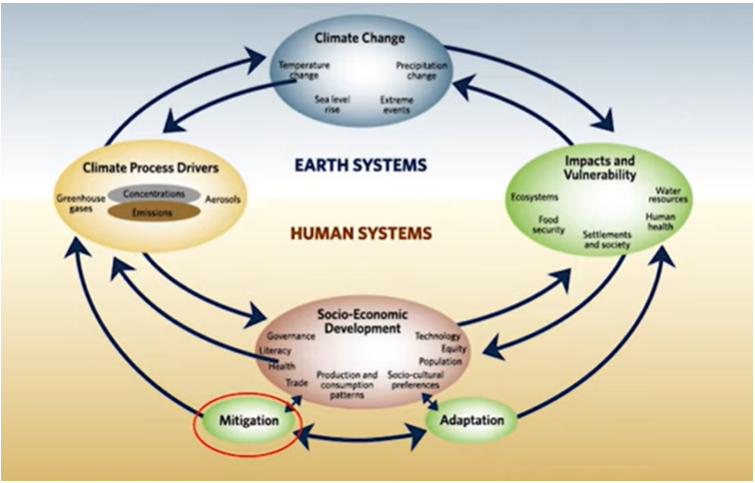 Climate Change
Temperature
change
Precipitation
change
Sea level
rise
Extreme
events
EARTH SYSTEMS
Climate Process Drivers
Greenhouse
gases
Concentrations
Emissions
Aerosols
Impacts and
Vulnerability
Ecosystems
Water
resources
Food
security
Human
health
Settlements
and society
HUMAN SYSTEMS
Socio-Economic
Development
Governance
Literacy
Health
Trade
Production and
consumption
patterns
Technology
Equity
Population
Socio-cultural
preferences
Mitigation
Adaptation